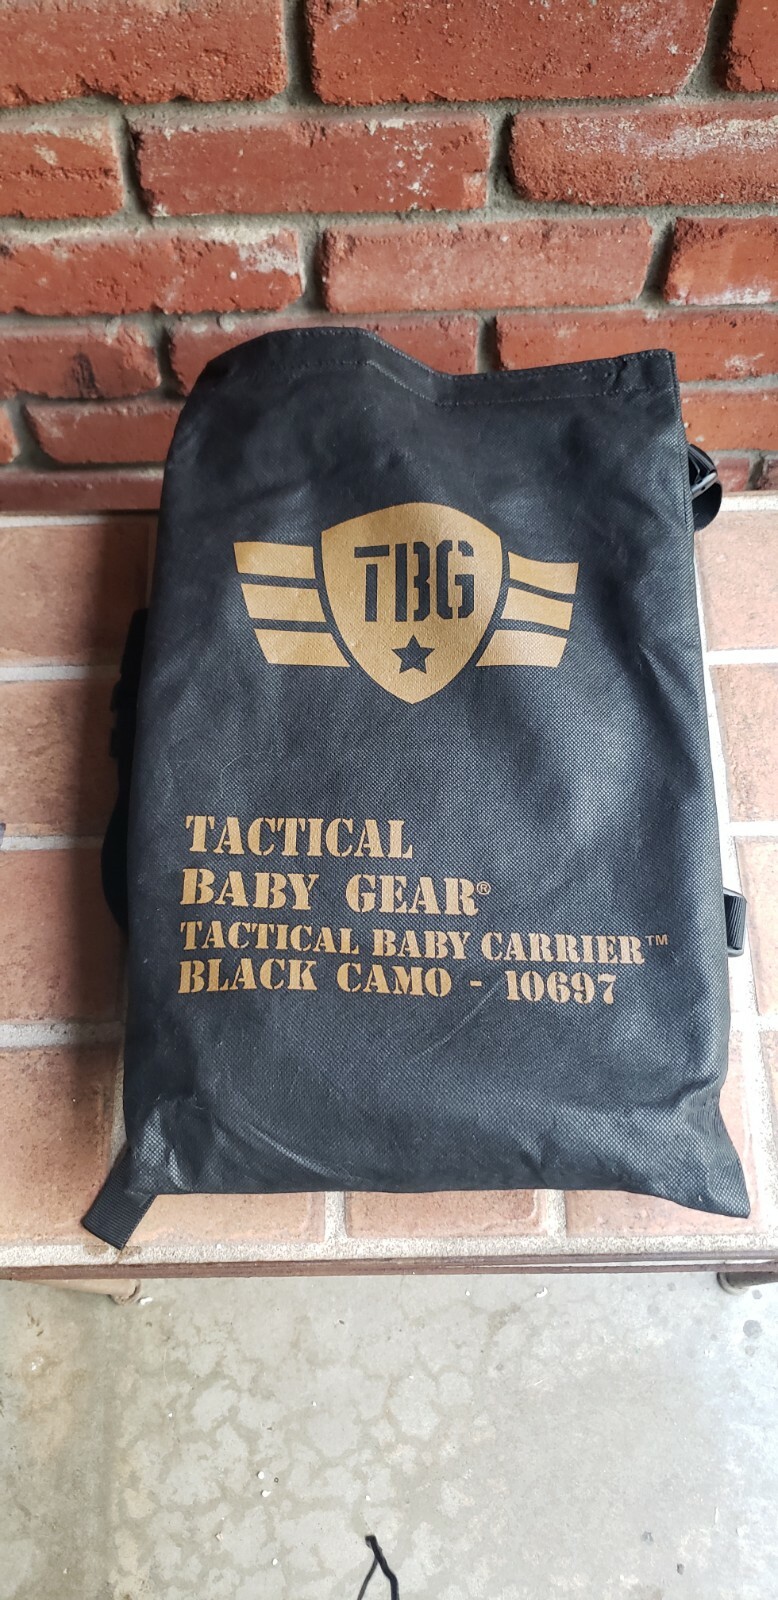 TBG
TACTICAL
BABY GEAR®
TACTICAL BABY CARRIER™
BLACK CAMO - 10697